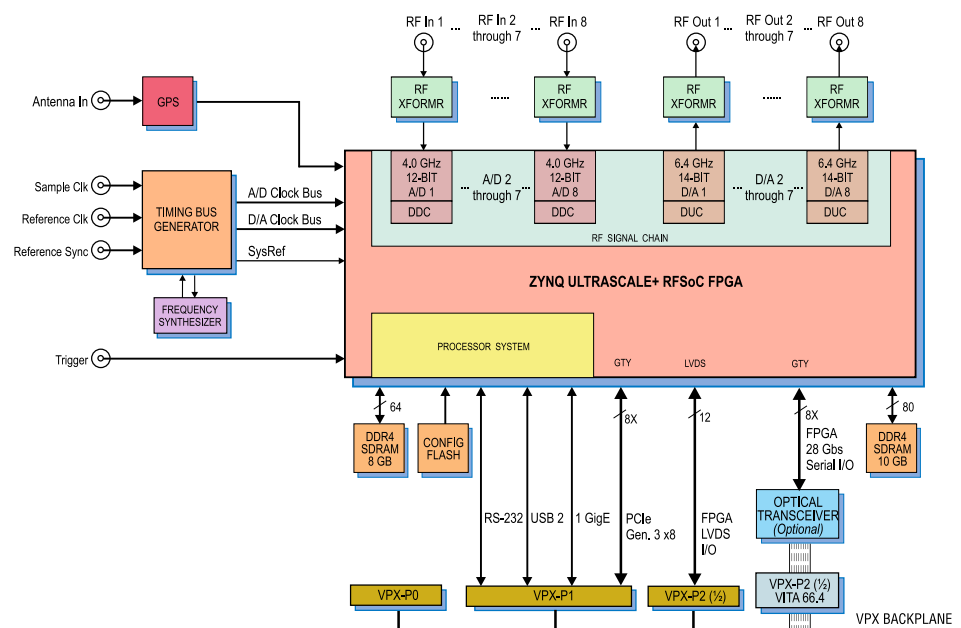 RF In 1 ... RF In 2 through 7 ... RF In 8
RF Out 1 ... RF Out 2 through 7 ... RF Out 8
Antenna In
GPS
RF XFORMR
......
RF XFORMR
RF XFORMR
......
RF XFORMR
4.0 GHz
12-BIT
A/D 1
DDC
... A/D 2 ...
through 7
4.0 GHz
12-BIT
A/D 8
DDC
6.4 GHz
14-BIT
D/A 1
DUC
... D/A 2 ...
through 7
6.4 GHz
14-BIT
D/A 8
DUC
RF SIGNAL CHAIN
Sample Clk
Reference Clk
Reference Sync
TIMING BUS
GENERATOR
A/D Clock Bus
D/A Clock Bus
SysRef
FREQUENCY
SYNTHESIZER
ZYNQ ULTRASCALE+ RFSoC FPGA
Trigger
PROCESSOR SYSTEM
GTY
LVDS
GTY
64
8X
12
8X
80
DDR4
SDRAM
8 GB
CONFIG
FLASH
FPGA
28 Gbs
Serial I/O
DDR4
SDRAM
10 GB
RS-232
USB 2
1 GigE
PCIe
Gen. 3 x8
FPGA
LVDS
I/O
OPTICAL
TRANSCEIVER
(Optional)
VPX-P0
VPX-P1
VPX-P2 (½)
VPX-P2 (½)
VITA 66.4
VPX BACKPLANE